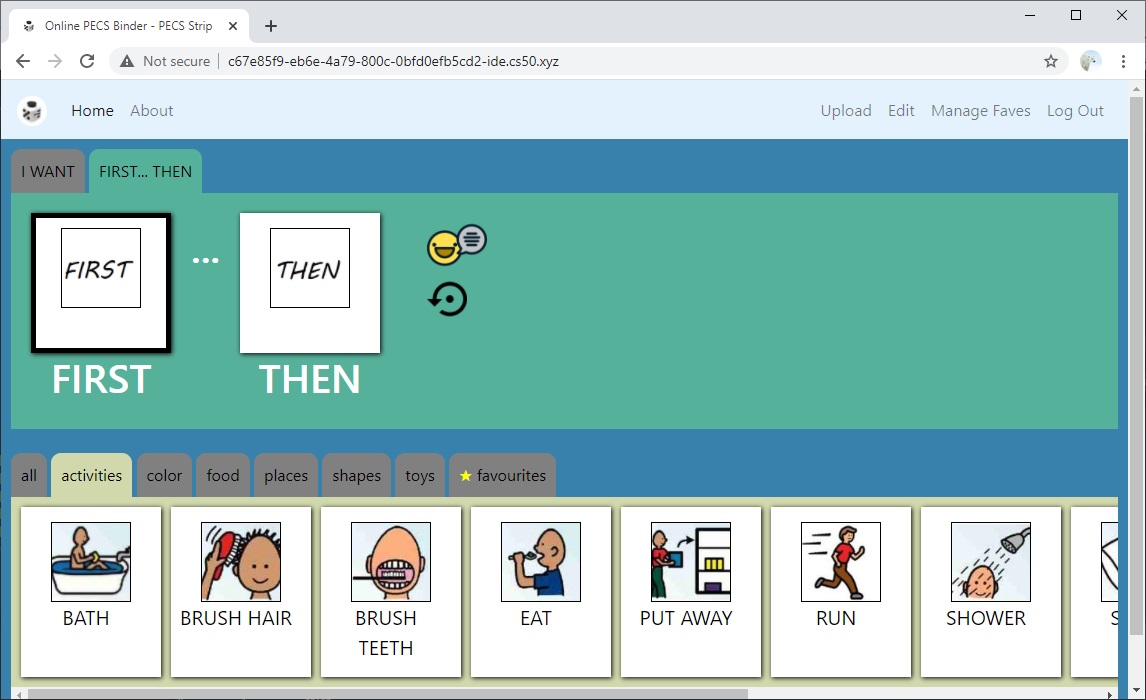 Online PECS Binder - PECS Strip
Not secure | c67e85f9-eb6e-4a79-800c-0bfd0efb5cd2-ide.cs50.xyz
Home About Upload Edit Manage Faves Log Out
I WANT FIRST... THEN
FIRST ... THEN
FIRST THEN
all activities color food places shapes toys ★ favourites
BATH BRUSH HAIR BRUSH TEETH EAT PUT AWAY RUN SHOWER